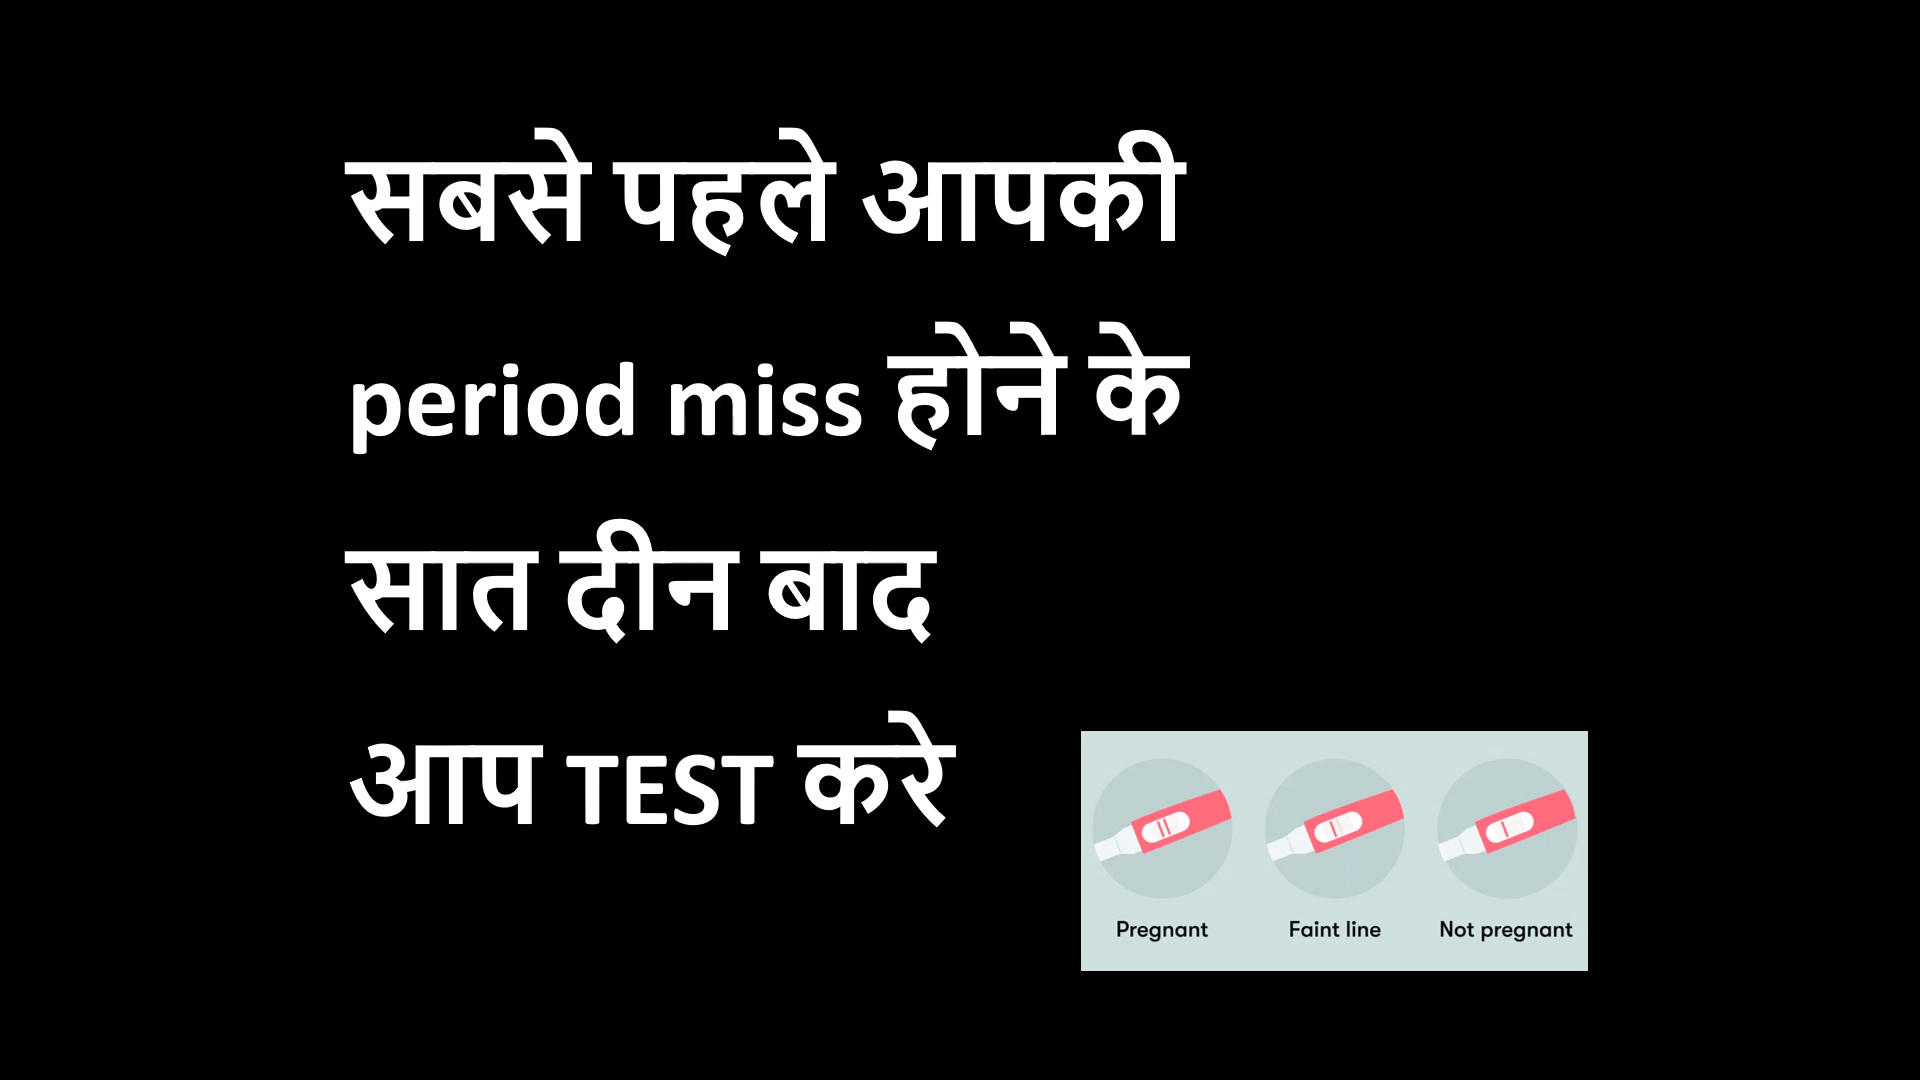 सबसे पहले आपकी
period miss होने के
सात दीन बाद
आप TEST करे
Pregnant Faint line Not pregnant